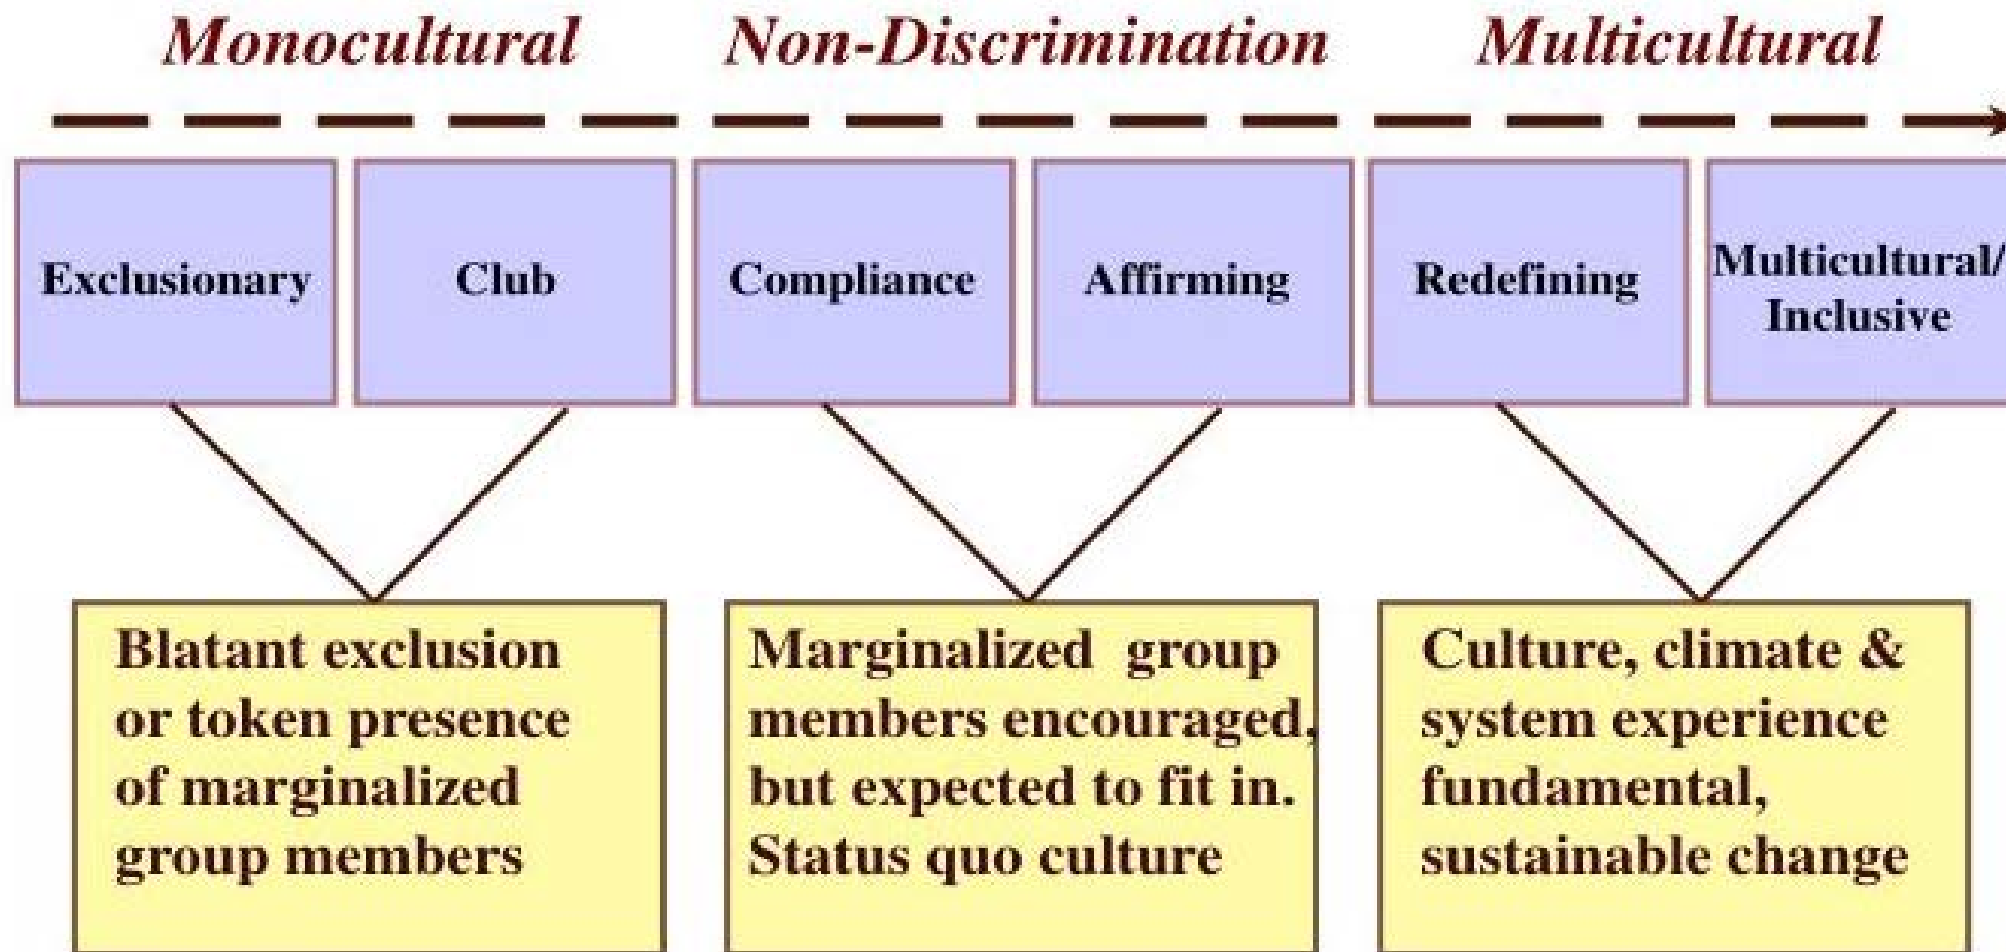 Monocultural
Non-Discrimination
Multicultural
Exclusionary
Club
Compliance
Affirming
Redefining
Multicultural/
Inclusive
Blatant exclusion
or token presence
of marginalized
group members
Marginalized group
members encouraged,
but expected to fit in.
Status quo culture
Culture, climate &
system experience
fundamental,
sustainable change